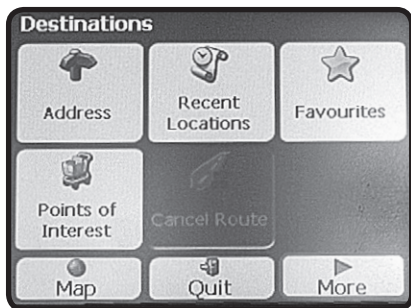 Destinations
Address
Recent
Locations
Favourites
Points of
Interest
Cancel Route
Map
Quit
More